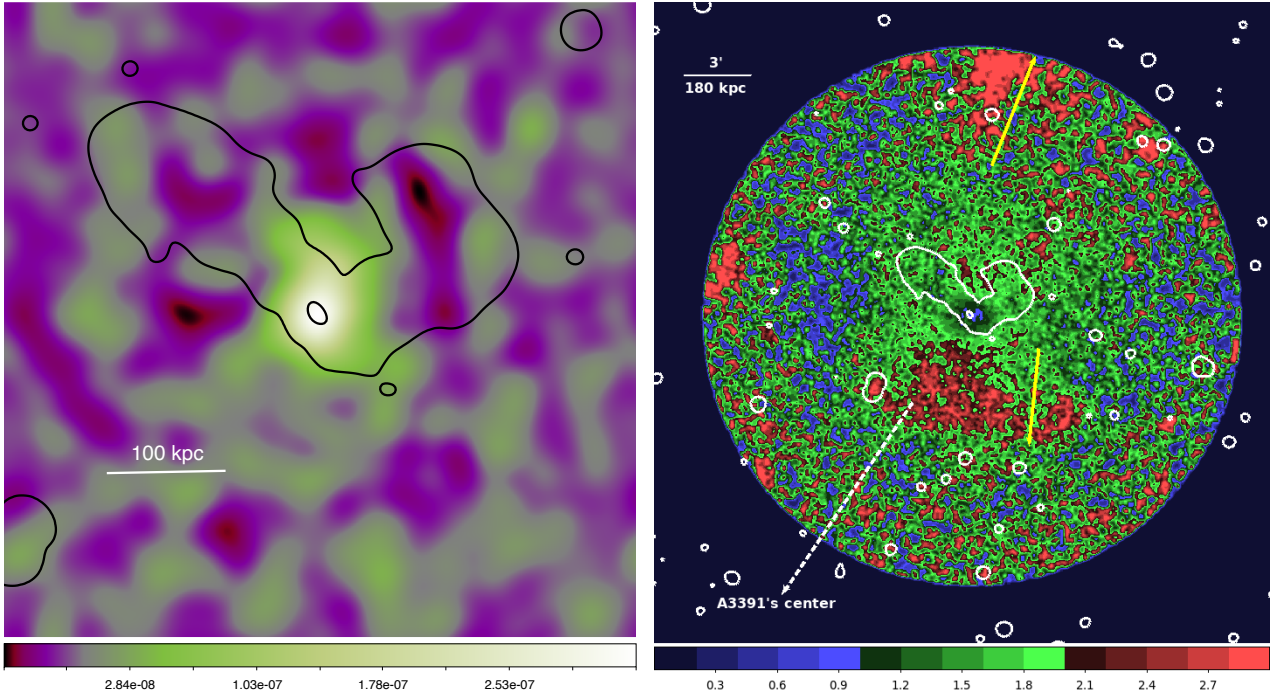 100 kpc
2.84e-08 1.03e-07 1.78e-07 2.53e-07
3'
180 kpc
A3391's center
0.3 0.6 0.9 1.2 1.5 1.8 2.1 2.4 2.7